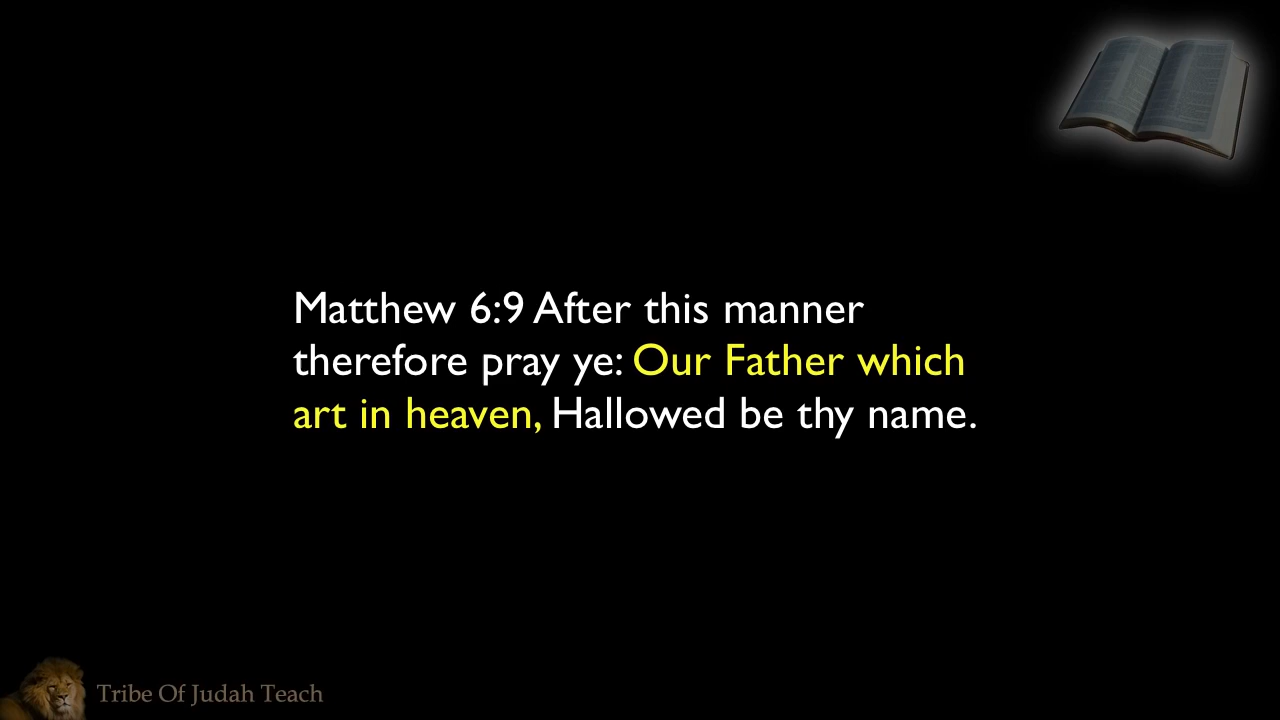 Matthew 6:9 After this manner
therefore pray ye: Our Father which
art in heaven, Hallowed be thy name.
Tribe Of Judah Teach